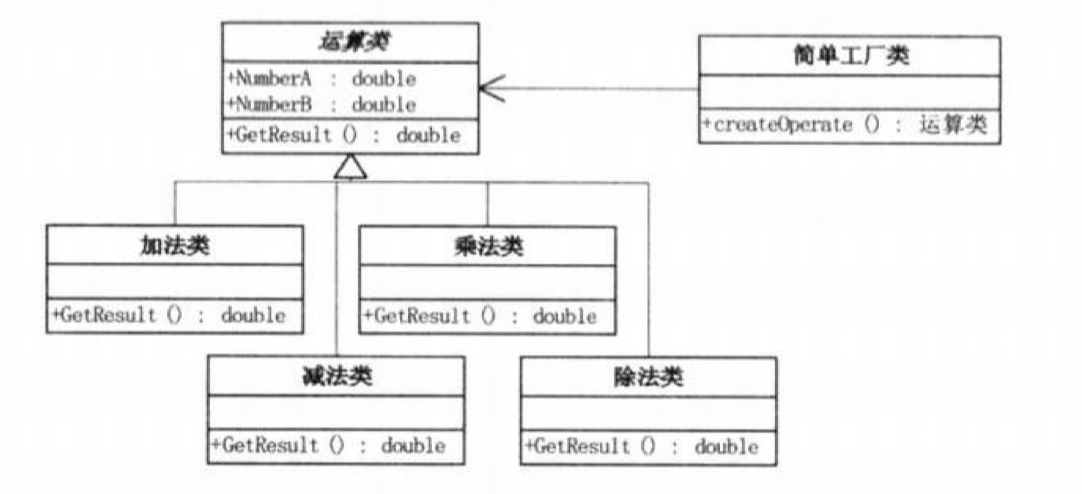 运算类
+NumberA : double
+NumberB : double
+GetResult () : double
简单工厂类
+createOperate () : 运算类
加法类
+GetResult () : double
乘法类
+GetResult () : double
减法类
+GetResult () : double
除法类
+GetResult () : double